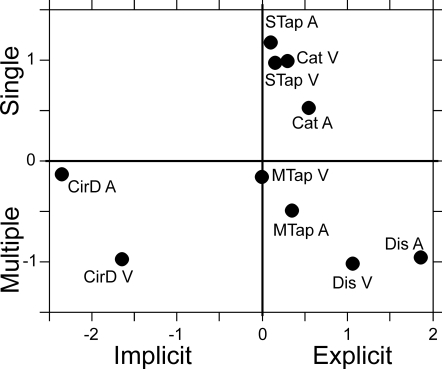 STap A
Single
1
Cat V
STap V
Cat A
0
CirD A
MTap V
MTap A
Multiple
-1
CirD V
Dis A
Dis V
-2
-1
0
1
2
Implicit
Explicit